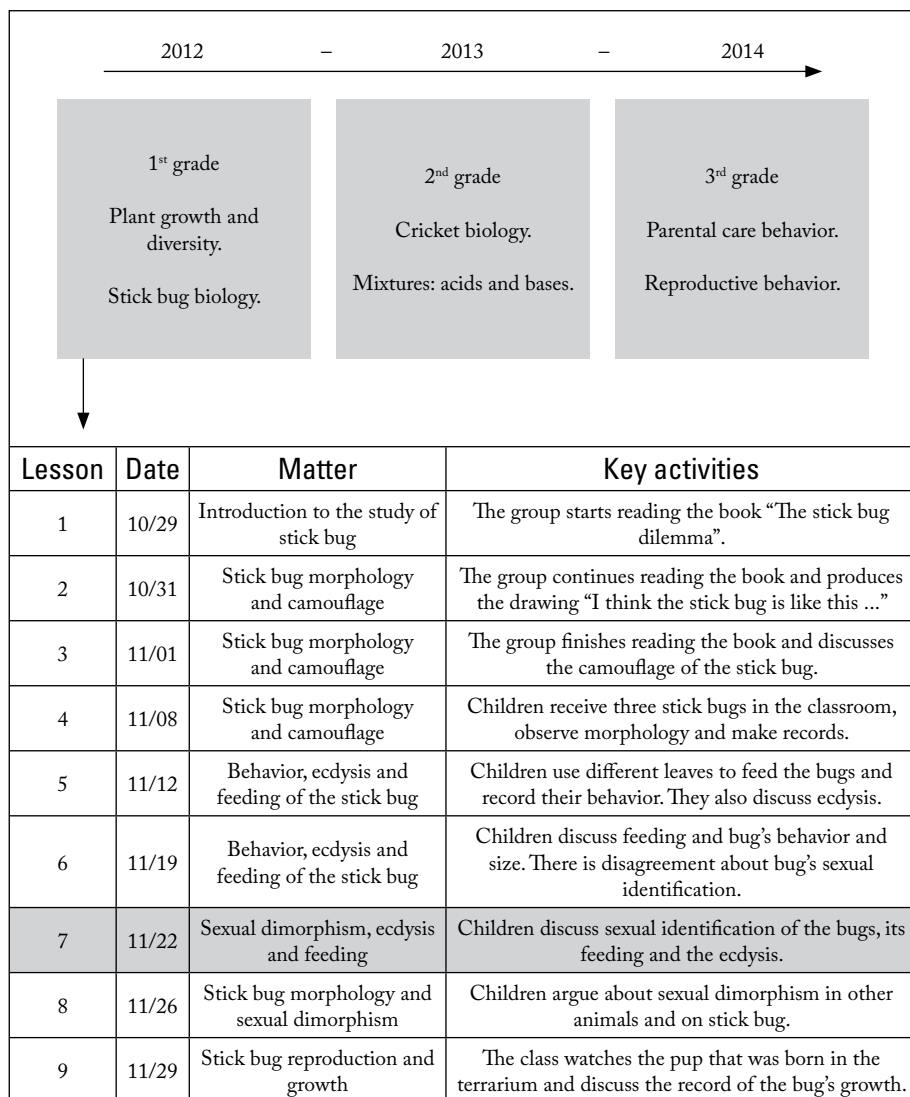 2012 – 2013 – 2014
1st grade
Plant growth and
diversity.
Stick bug biology.
2nd grade
Cricket biology.
Mixtures: acids and bases.
3rd grade
Parental care behavior.
Reproductive behavior.
Lesson Date Matter Key activities
1 10/29 Introduction to the study of
stick bug
The group starts reading the book “The stick bug
dilemma”.
2 10/31 Stick bug morphology
and camouflage
The group continues reading the book and produces
the drawing “I think the stick bug is like this ...”
3 11/01 Stick bug morphology
and camouflage
The group finishes reading the book and discusses
the camouflage of the stick bug.
4 11/08 Stick bug morphology
and camouflage
Children receive three stick bugs in the classroom,
observe morphology and make records.
5 11/12 Behavior, ecdysis and
feeding of the stick bug
Children use different leaves to feed the bugs and
record their behavior. They also discuss ecdysis.
6 11/19 Behavior, ecdysis and
feeding of the stick bug
Children discuss feeding and bug’s behavior and
size. There is disagreement about bug’s sexual
identification.
7 11/22 Sexual dimorphism, ecdysis
and feeding
Children discuss sexual identification of the bugs, its
feeding and the ecdysis.
8 11/26 Stick bug morphology and
sexual dimorphism
Children argue about sexual dimorphism in other
animals and on stick bug.
9 11/29 Stick bug reproduction and
growth
The class watches the pup that was born in the
terrarium and discuss the record of the bug’s growth.